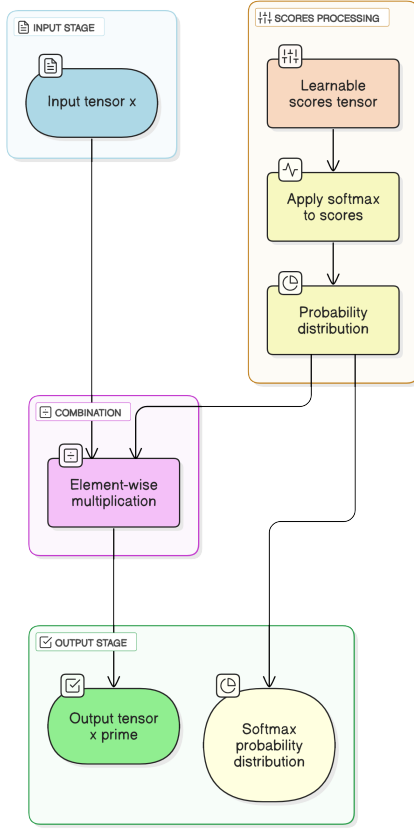 INPUT STAGE
Input tensor x
SCORES PROCESSING
Learnable
scores tensor
Apply softmax
to scores
Probability
distribution
COMBINATION
Element-wise
multiplication
OUTPUT STAGE
Output tensor
x prime
Softmax
probability
distribution